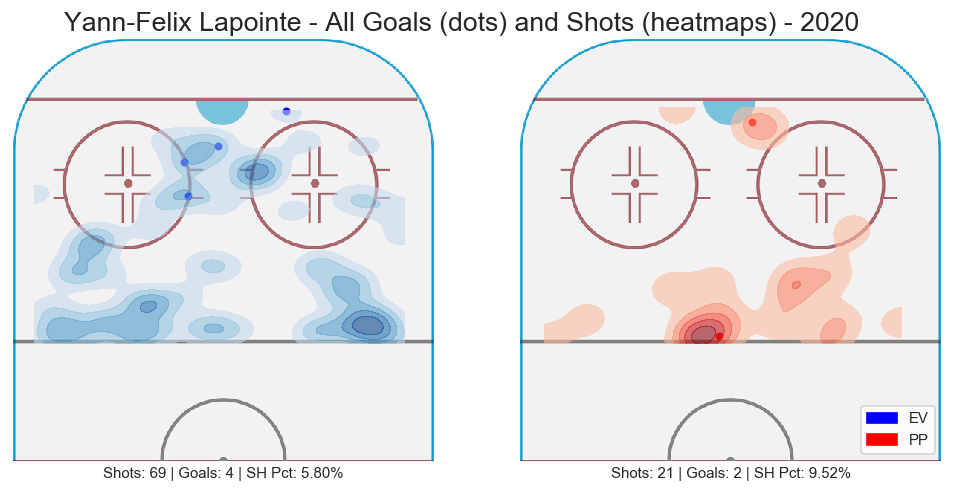 Yann-Felix Lapointe - All Goals (dots) and Shots (heatmaps) - 2020
EV
PP
Shots: 69 | Goals: 4 | SH Pct: 5.80%
Shots: 21 | Goals: 2 | SH Pct: 9.52%